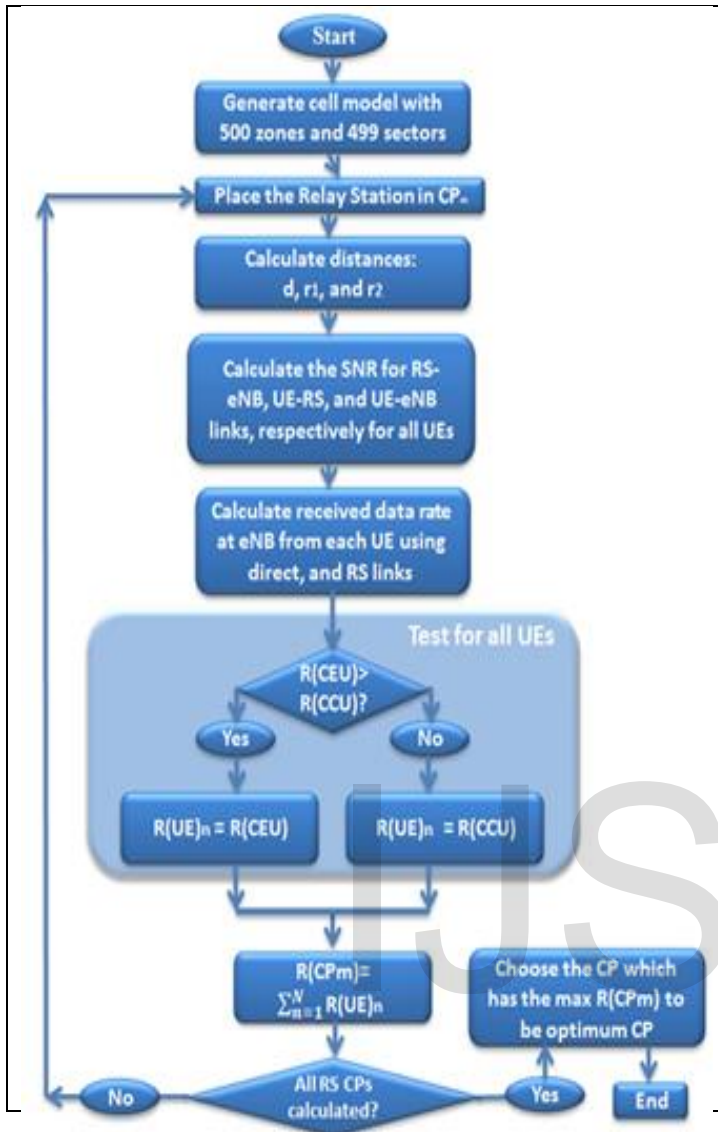 Start
Generate cell model with
500 zones and 499 sectors
Place the Relay Station in CPₘ
Calculate distances:
d, r1, and r2
Calculate the SNR for RS-
eNB, UE-RS, and UE-eNB
links, respectively for all UEs
Calculate received data rate
at eNB from each UE using
direct, and RS links
Test for all UEs
R(CEU)>
R(CCU)?
Yes
No
R(UE)n = R(CEU)
R(UE)n = R(CCU)
R(CPm)=
∑ᴺₙ₌₁ R(UE)n
Choose the CP which
has the max R(CPm) to
be optimum CP
All RS CPs
calculated?
No
Yes
End
IJS